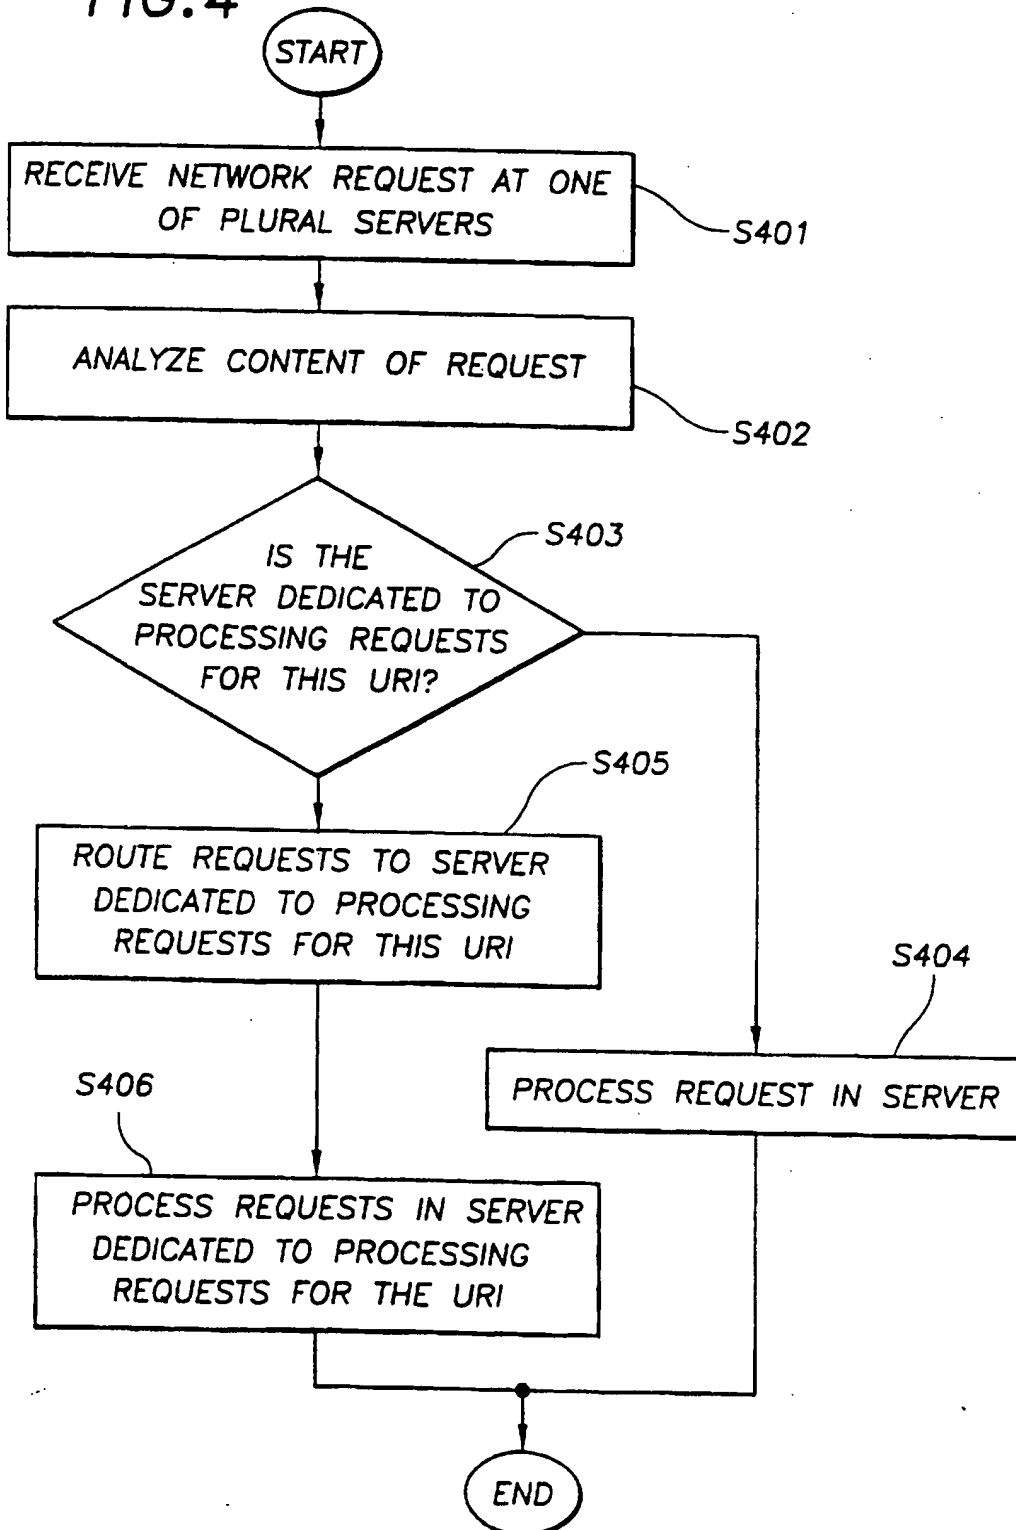 FIG.4
START
RECEIVE NETWORK REQUEST AT ONE
OF PLURAL SERVERS
S401
ANALYZE CONTENT OF REQUEST
S402
IS THE
SERVER DEDICATED TO
PROCESSING REQUESTS
FOR THIS URI?
S403
S405
ROUTE REQUESTS TO SERVER
DEDICATED TO PROCESSING
REQUESTS FOR THIS URI
S404
PROCESS REQUEST IN SERVER
S406
PROCESS REQUESTS IN SERVER
DEDICATED TO PROCESSING
REQUESTS FOR THE URI
END